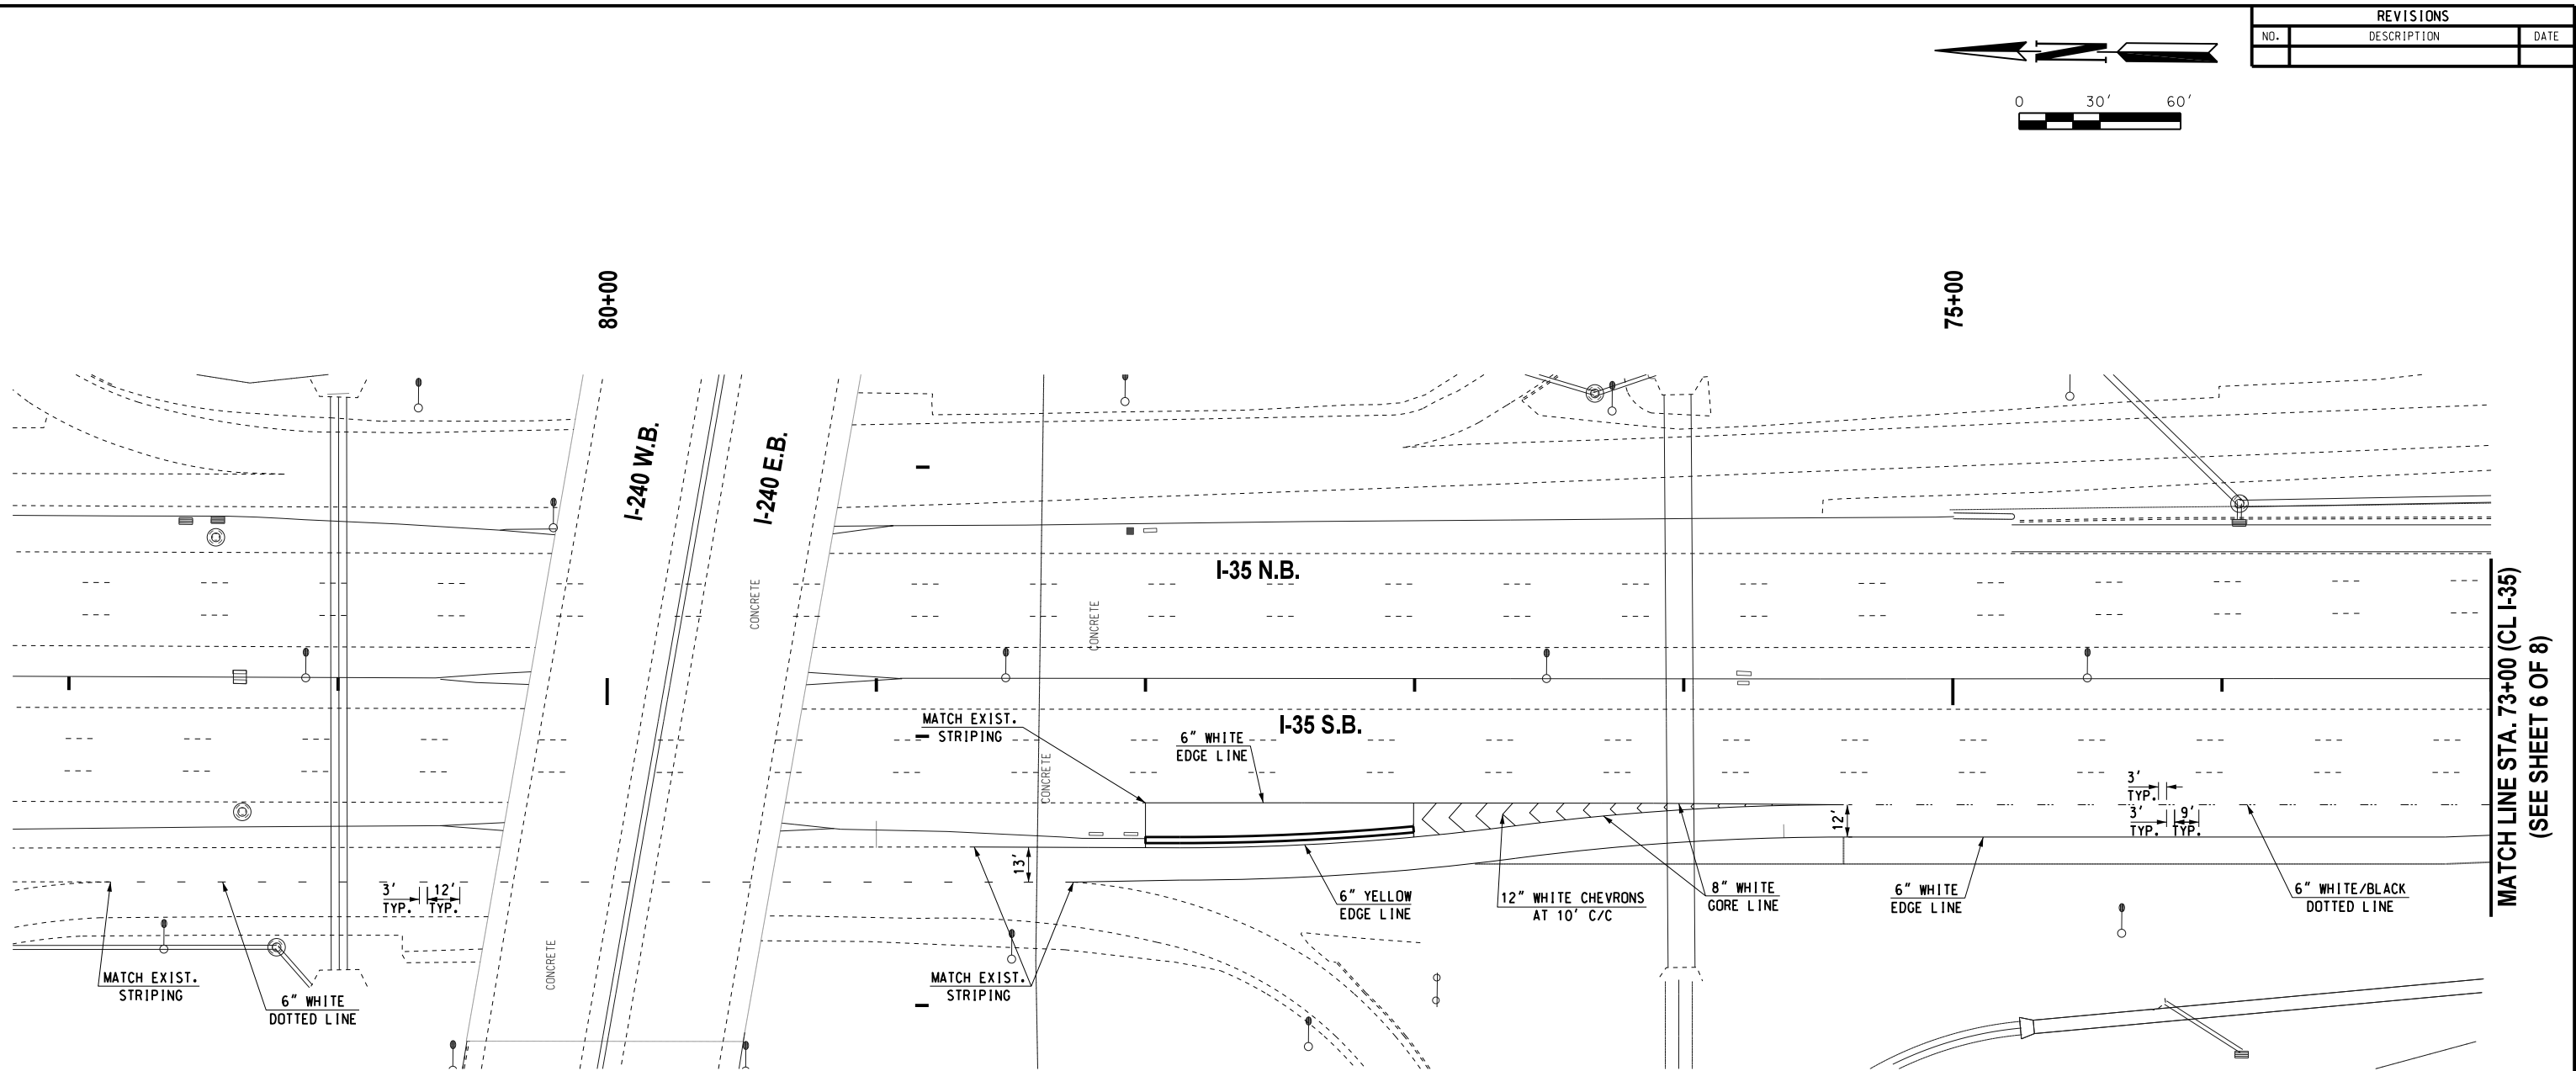 REVISIONS
NO. DESCRIPTION DATE
N
0 30' 60'
80+00
75+00
I-240 W.B.
I-240 E.B.
CONCRETE
CONCRETE
I-35 N.B.
MATCH LINE STA. 73+00 (CL I-35)
(SEE SHEET 6 OF 8)
MATCH EXIST.
STRIPING
6" WHITE
EDGE LINE
I-35 S.B.
CONCRETE
3'
TYP.
3' 9'
TYP. TYP.
12'
13'
3' 12'
TYP. TYP.
6" YELLOW
EDGE LINE
12" WHITE CHEVRONS
AT 10' C/C
8" WHITE
GORE LINE
6" WHITE
EDGE LINE
6" WHITE/BLACK
DOTTED LINE
CONCRETE
MATCH EXIST.
STRIPING
6" WHITE
DOTTED LINE
MATCH EXIST.
STRIPING